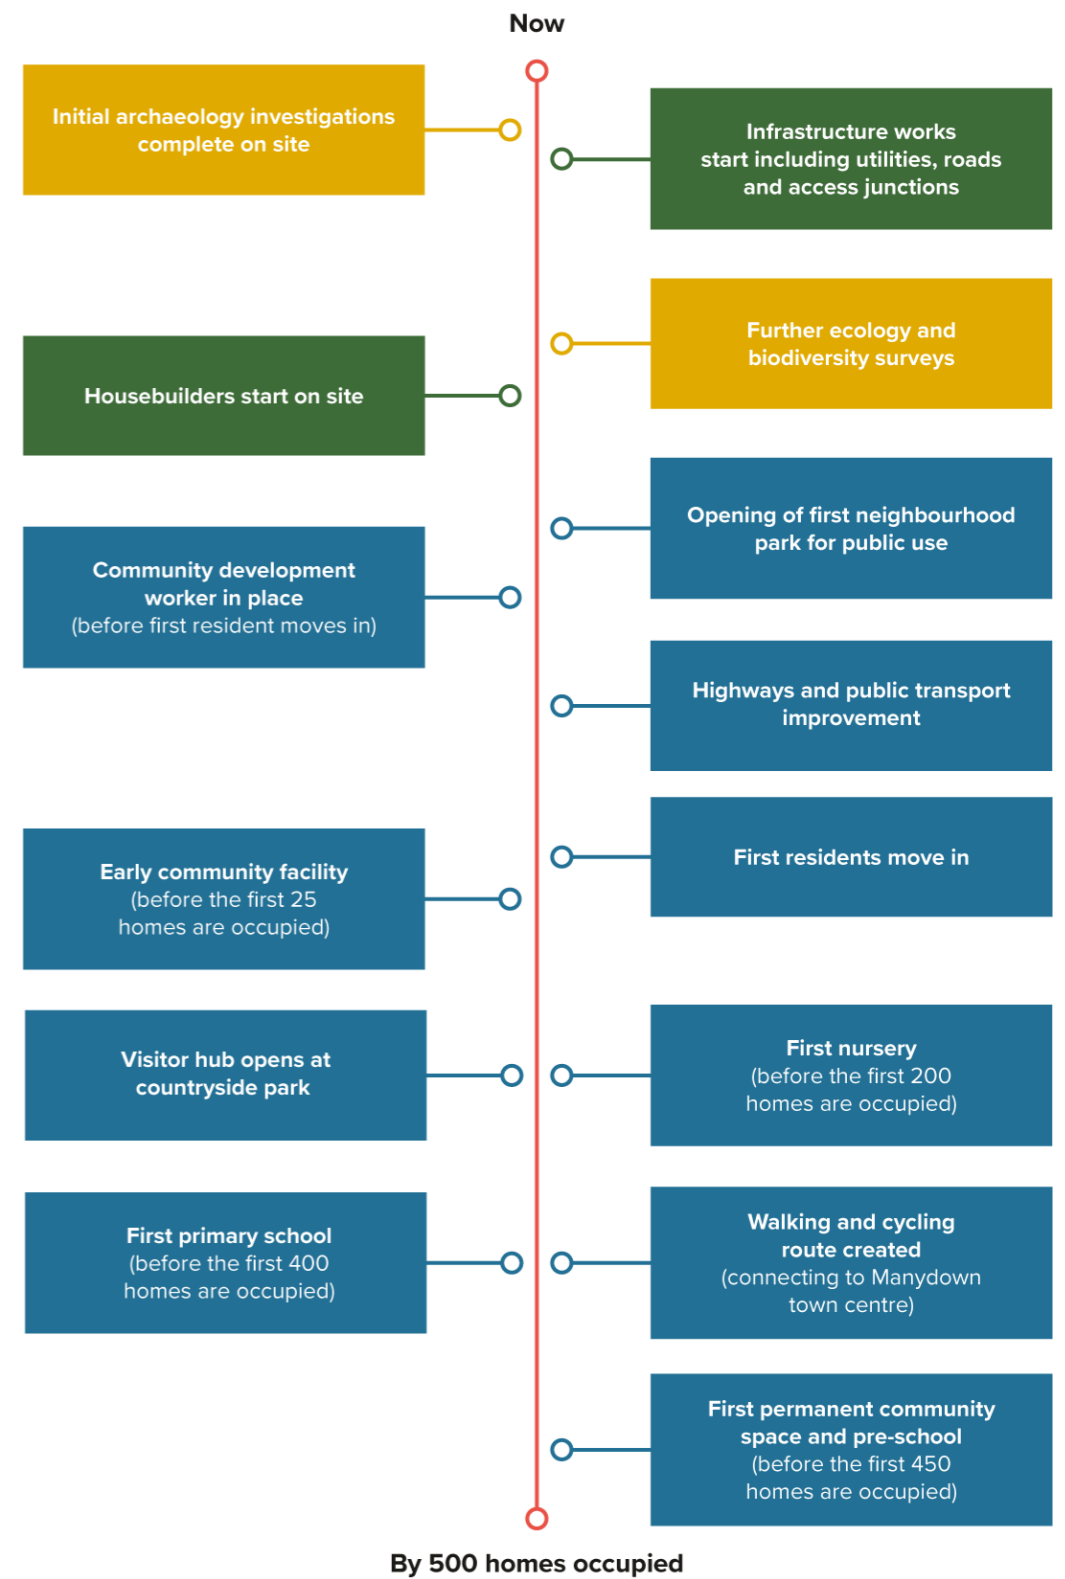 Now
Initial archaeology investigations
complete on site
Infrastructure works
start including utilities, roads
and access junctions
Further ecology and
biodiversity surveys
Housebuilders start on site
Opening of first neighbourhood
park for public use
Community development
worker in place
(before first resident moves in)
Highways and public transport
improvement
First residents move in
Early community facility
(before the first 25
homes are occupied)
Visitor hub opens at
countryside park
First nursery
(before the first 200
homes are occupied)
First primary school
(before the first 400
homes are occupied)
Walking and cycling
route created
(connecting to Manydown
town centre)
First permanent community
space and pre-school
(before the first 450
homes are occupied)
By 500 homes occupied